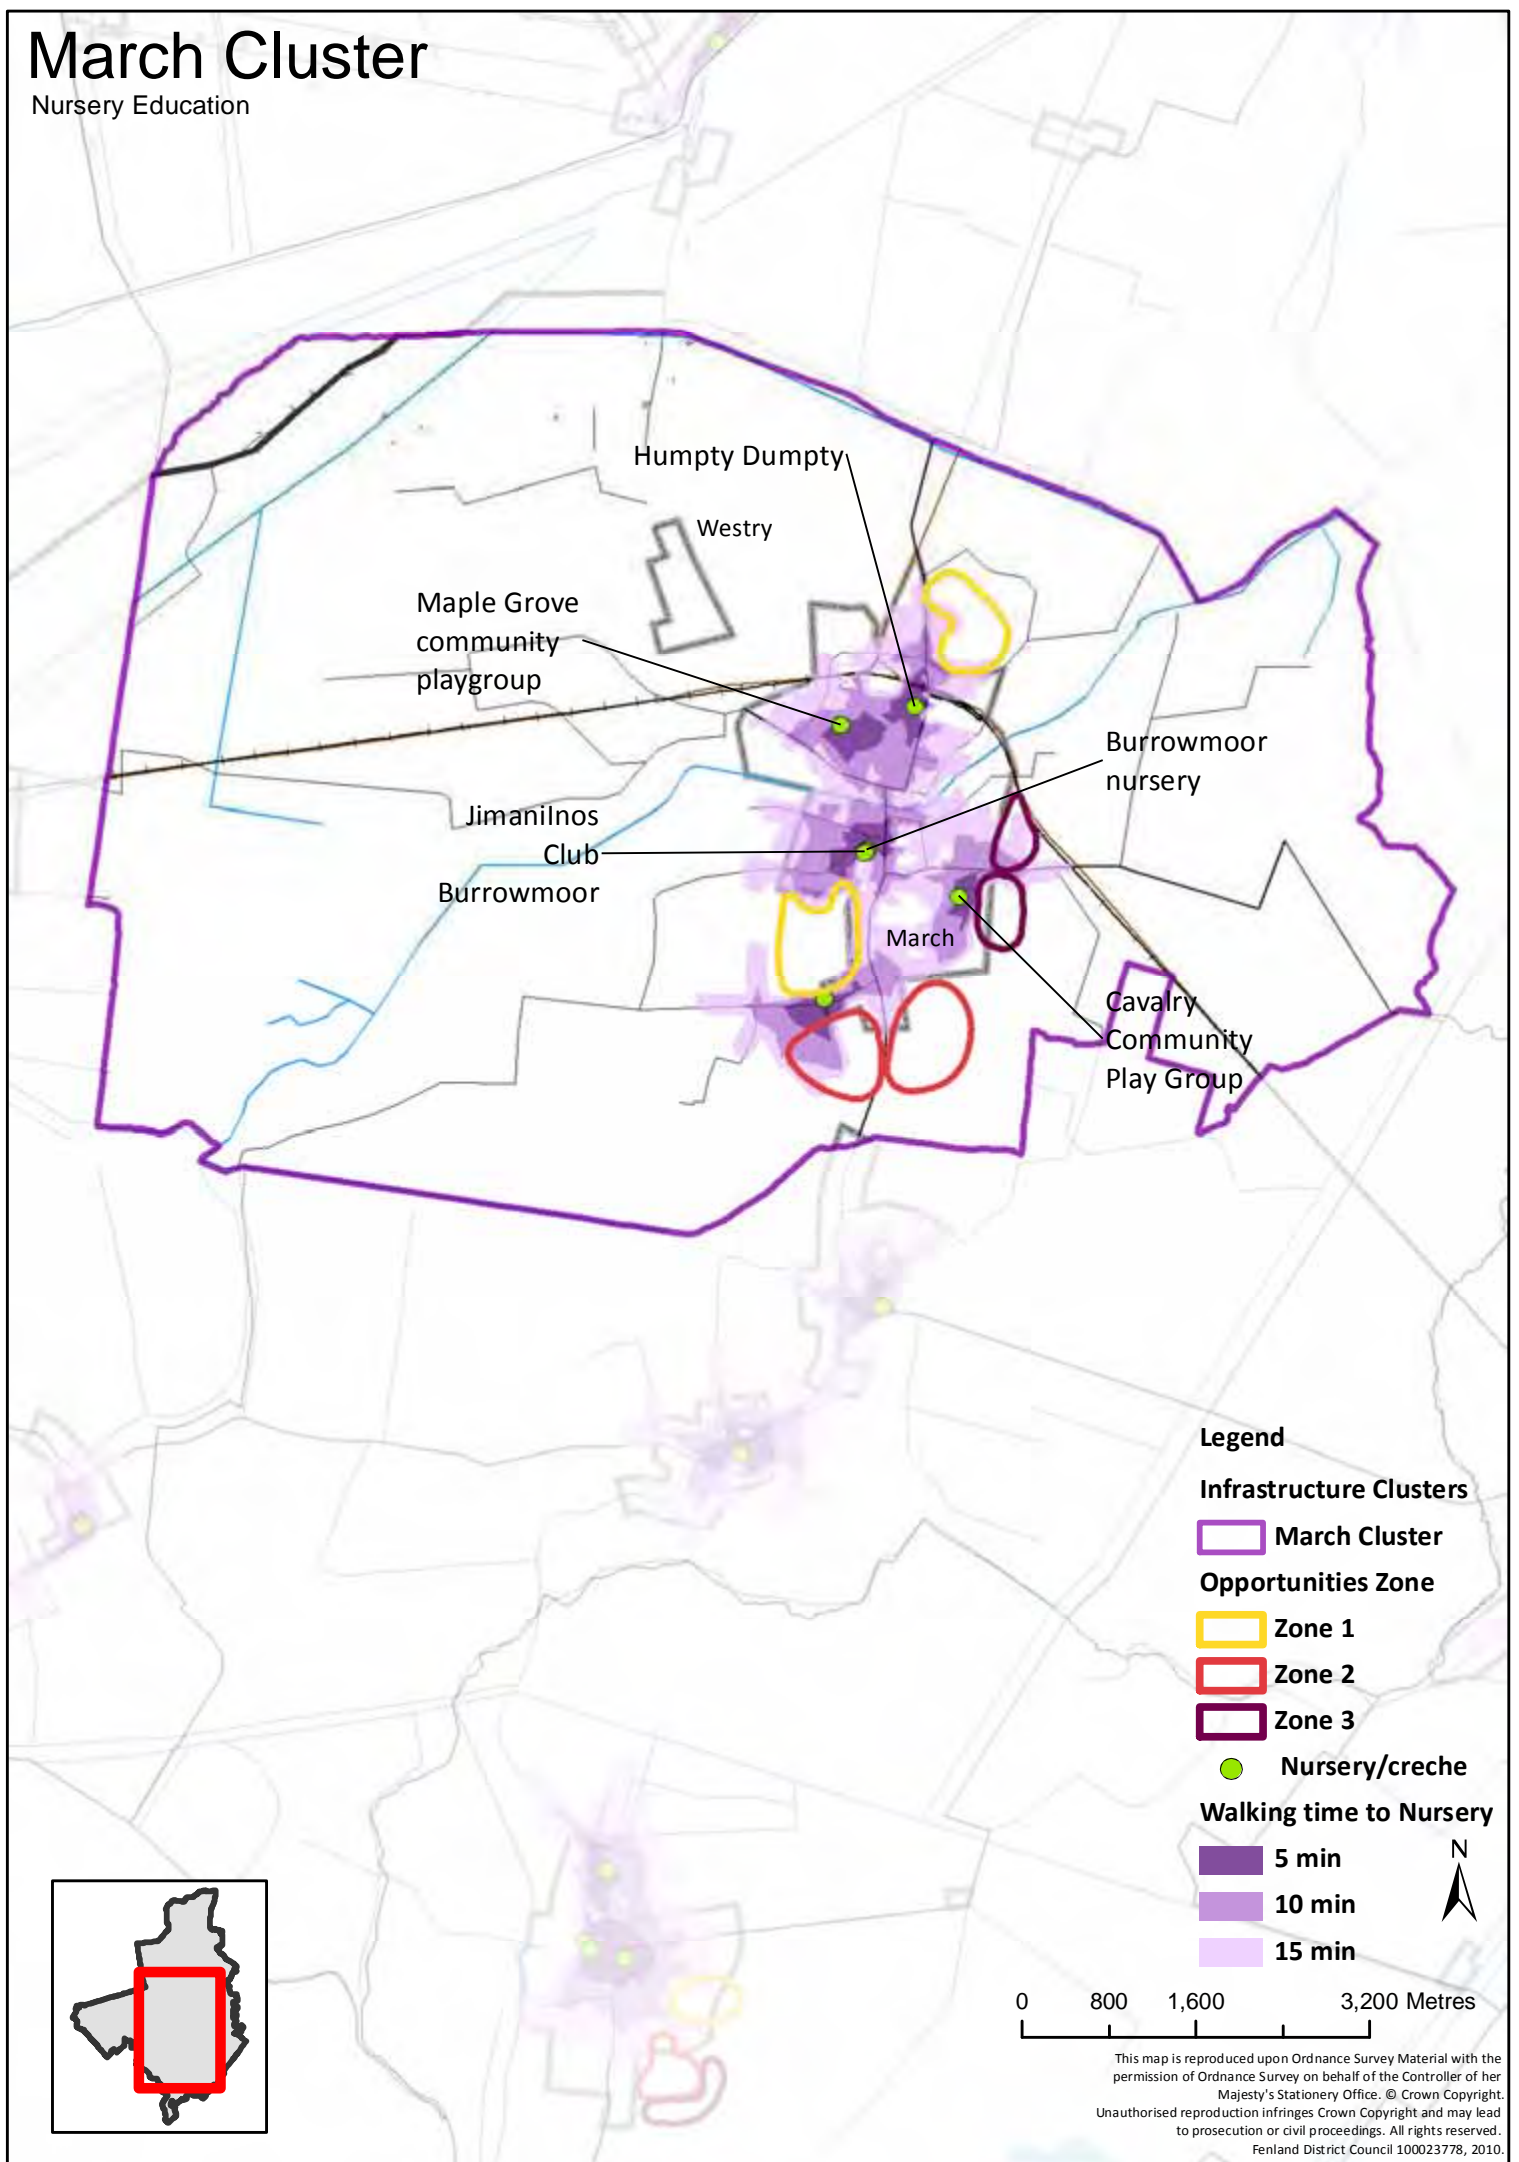 March Cluster
Nursery Education
Humpty Dumpty
Westry
Maple Grove
community
playgroup
Burrowmoor
nursery
JimaniInos
Club
Burrowmoor
March
Cavalry
Community
Play Group
Legend
Infrastructure Clusters
March Cluster
Opportunities Zone
Zone 1
Zone 2
Zone 3
Nursery/creche
Walking time to Nursery
5 min
10 min
15 min
N
0 800 1,600 3,200 Metres
This map is reproduced upon Ordnance Survey Material with the
permission of Ordnance Survey on behalf of the Controller of her
Majesty's Stationery Office. © Crown Copyright.
Unauthorised reproduction infringes Crown Copyright and may lead
to prosecution or civil proceedings. All rights reserved.
Fenland District Council 100023778, 2010.